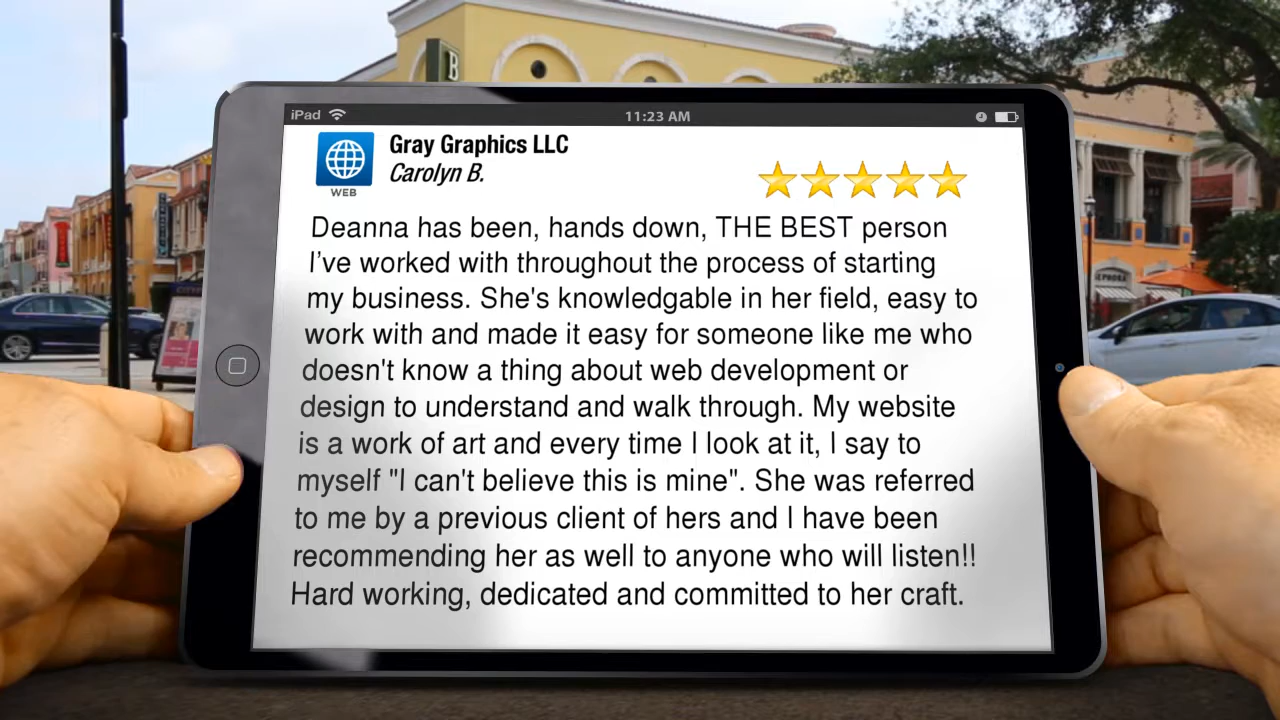 iPad
11:23 AM
WEB
Gray Graphics LLC
Carolyn B.
Deanna has been, hands down, THE BEST person
I've worked with throughout the process of starting
my business. She's knowledgable in her field, easy to
work with and made it easy for someone like me who
doesn't know a thing about web development or
design to understand and walk through. My website
is a work of art and every time I look at it, I say to
myself "I can't believe this is mine". She was referred
to me by a previous client of hers and I have been
recommending her as well to anyone who will listen!!
Hard working, dedicated and committed to her craft.
B
SEPHORA